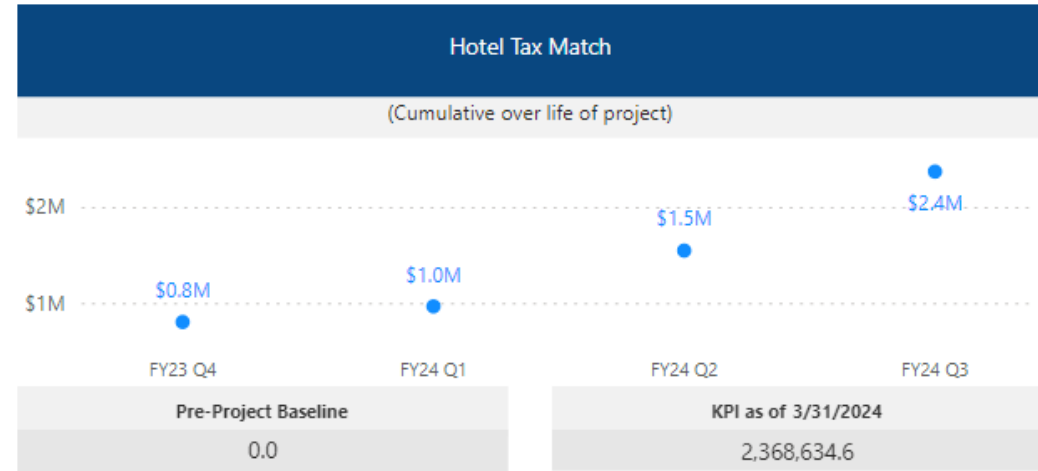 Hotel Tax Match
(Cumulative over life of project)
$2M
$2.4M
$1.5M
$1.0M
$1M
$0.8M
FY23 Q4 FY24 Q1 FY24 Q2 FY24 Q3
Pre-Project Baseline KPI as of 3/31/2024
0.0 2,368,634.6